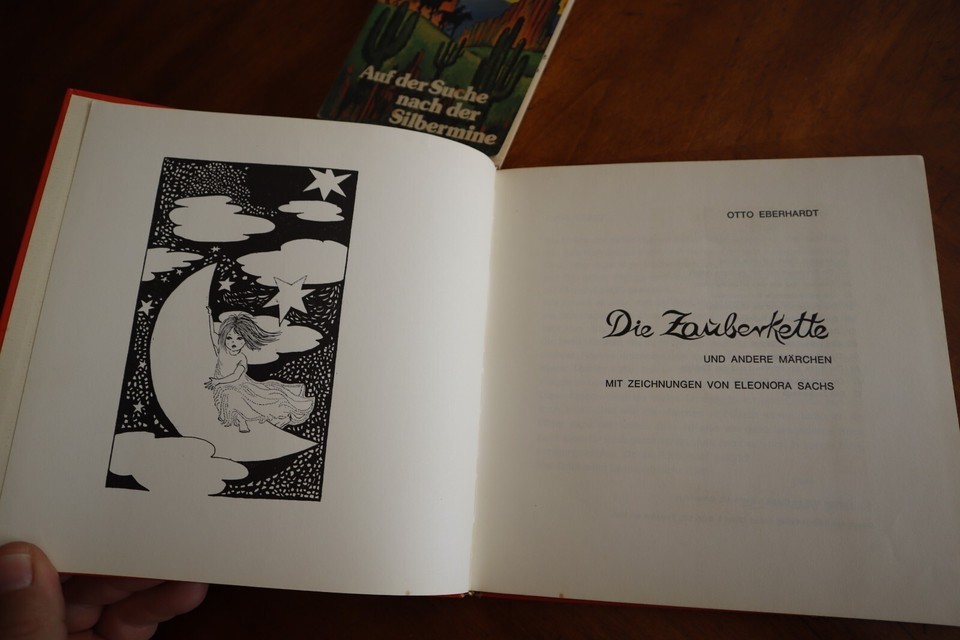 Auf der Suche
nach der
Silbermine
OTTO EBERHARDT
Die Zauberkette
UND ANDERE MÄRCHEN
MIT ZEICHNUNGEN VON ELEONORA SACHS